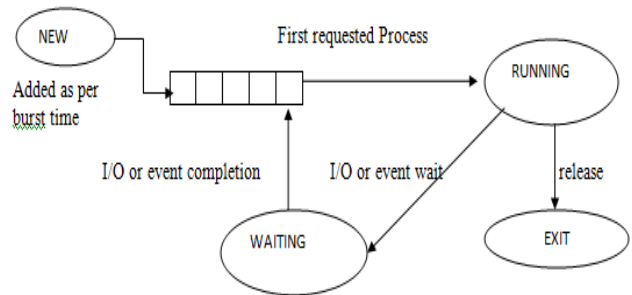 NEW
First requested Process
RUNNING
Added as per
burst time
I/O or event completion
I/O or event wait
release
WAITING
EXIT